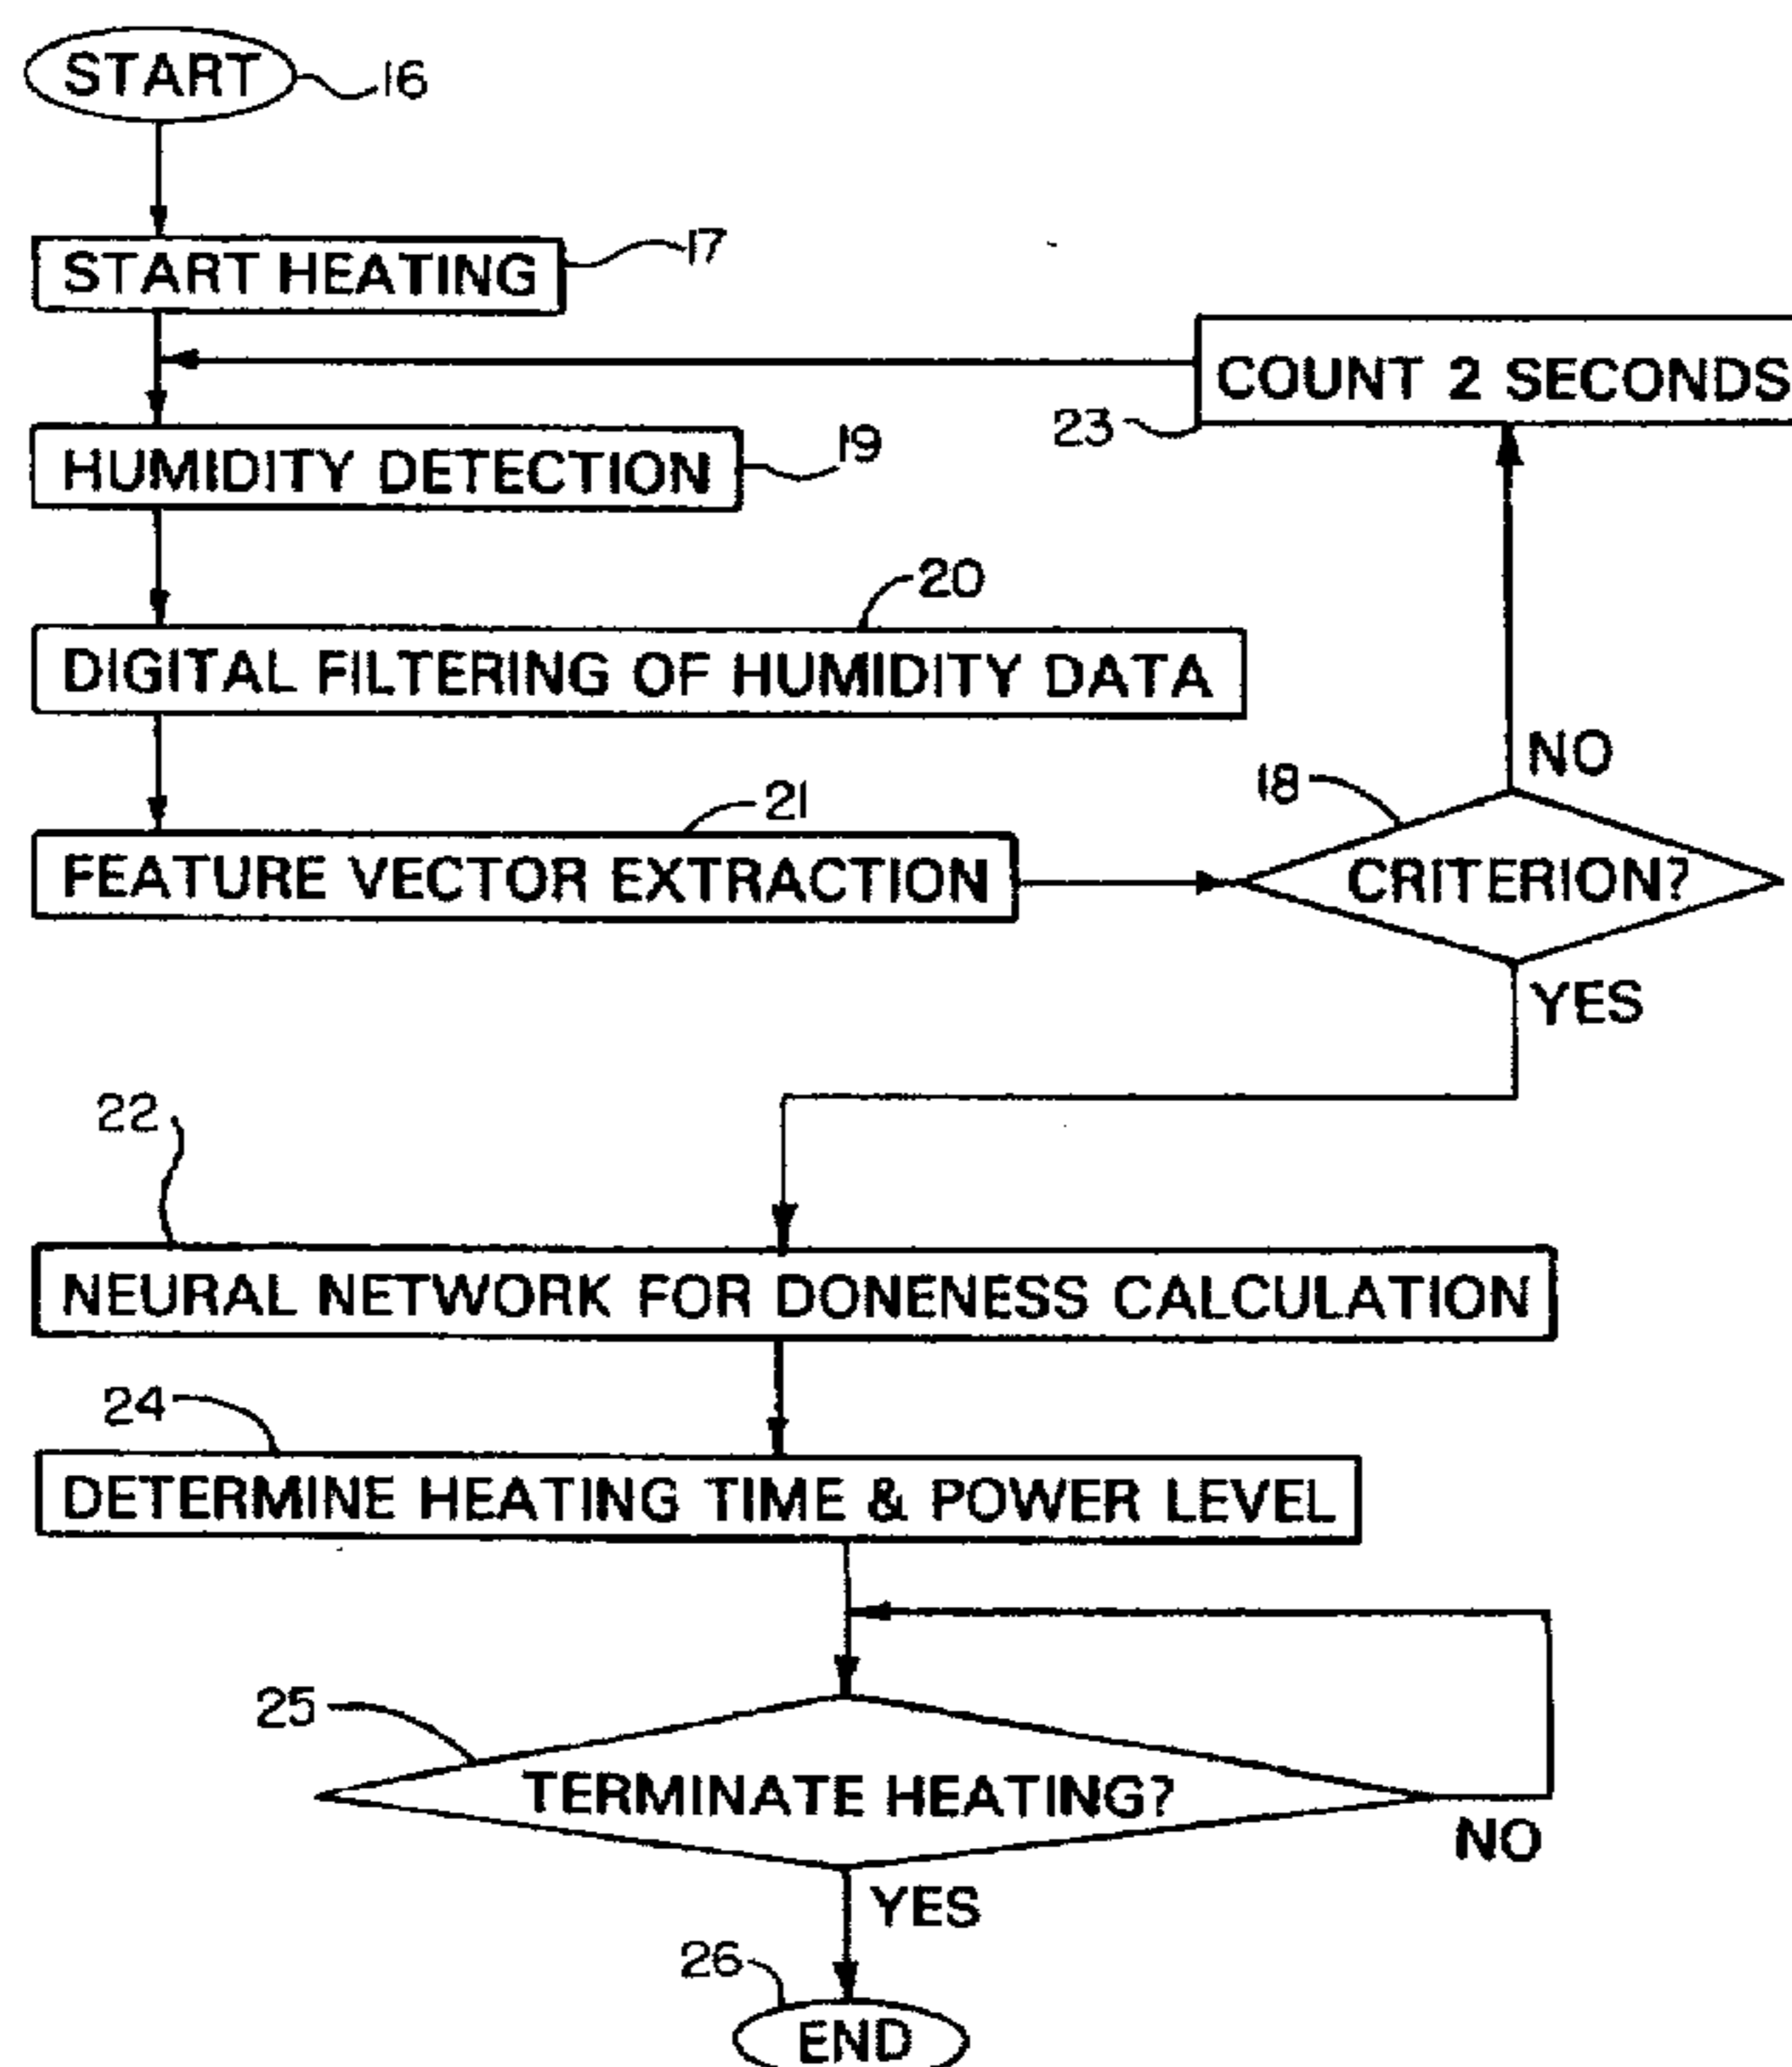 START
16
START HEATING
17
COUNT 2 SECONDS
23
HUMIDITY DETECTION
19
20
DIGITAL FILTERING OF HUMIDITY DATA
NO
18
21
FEATURE VECTOR EXTRACTION
CRITERION?
YES
22
NEURAL NETWORK FOR DONENESS CALCULATION
24
DETERMINE HEATING TIME & POWER LEVEL
25
TERMINATE HEATING?
NO
YES
26
END